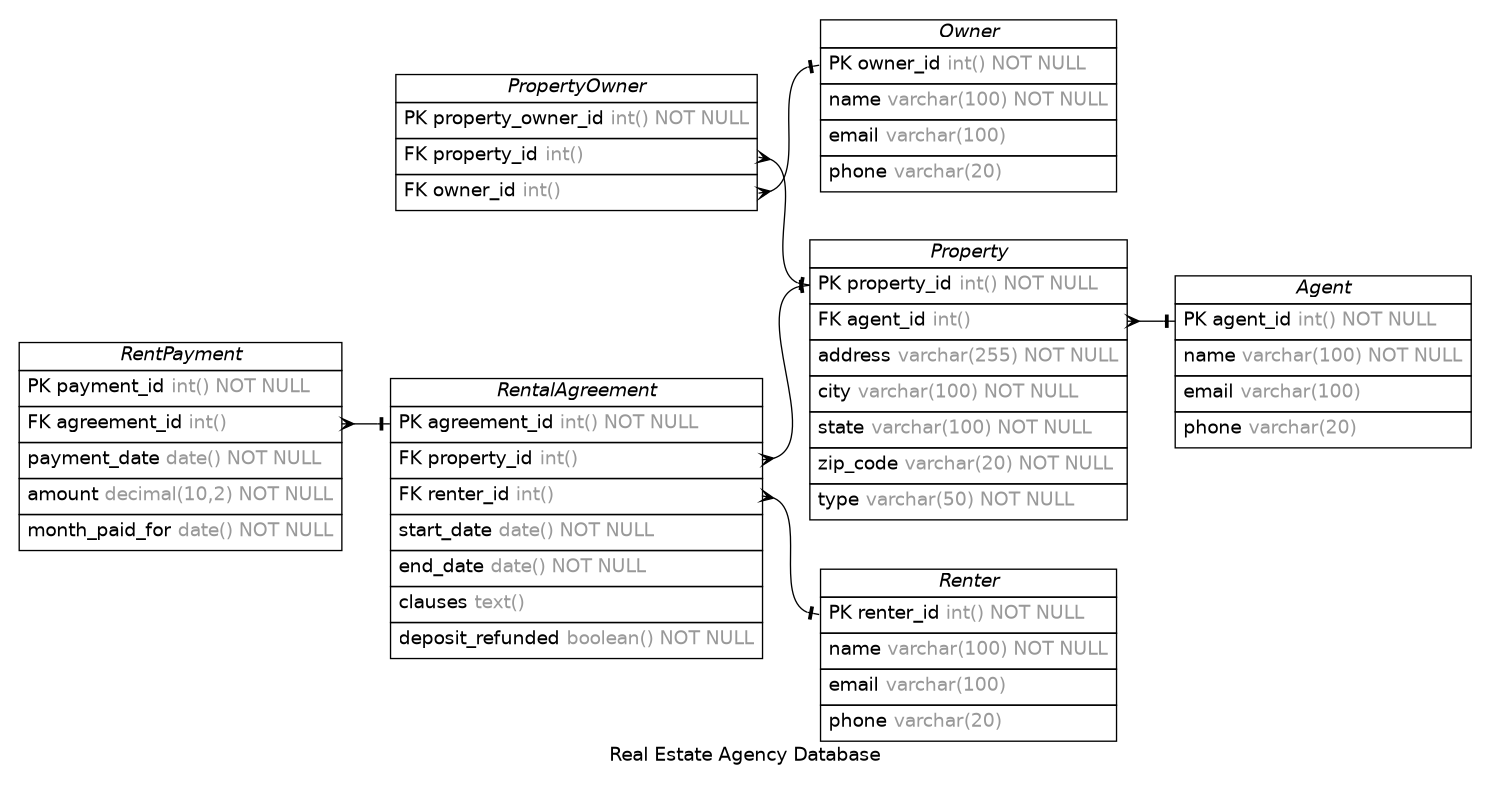 Owner
PK owner_id int() NOT NULL
name varchar(100) NOT NULL
email varchar(100)
phone varchar(20)
PropertyOwner
PK property_owner_id int() NOT NULL
FK property_id int()
FK owner_id int()
Property
PK property_id int() NOT NULL
FK agent_id int()
address varchar(255) NOT NULL
city varchar(100) NOT NULL
state varchar(100) NOT NULL
zip_code varchar(20) NOT NULL
type varchar(50) NOT NULL
Agent
PK agent_id int() NOT NULL
name varchar(100) NOT NULL
email varchar(100)
phone varchar(20)
RentPayment
PK payment_id int() NOT NULL
FK agreement_id int()
payment_date date() NOT NULL
amount decimal(10,2) NOT NULL
month_paid_for date() NOT NULL
RentalAgreement
PK agreement_id int() NOT NULL
FK property_id int()
FK renter_id int()
start_date date() NOT NULL
end_date date() NOT NULL
clauses text()
deposit_refunded boolean() NOT NULL
Renter
PK renter_id int() NOT NULL
name varchar(100) NOT NULL
email varchar(100)
phone varchar(20)
Real Estate Agency Database